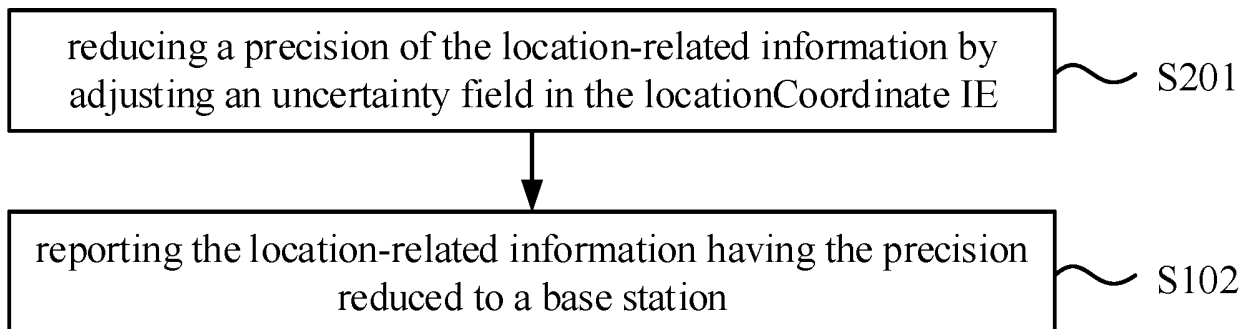 reducing a precision of the location-related information by
adjusting an uncertainty field in the locationCoordinate IE
S201
reporting the location-related information having the precision
reduced to a base station
S102